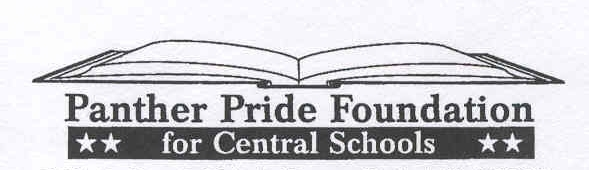 Panther Pride Foundation
★★ for Central Schools ★★